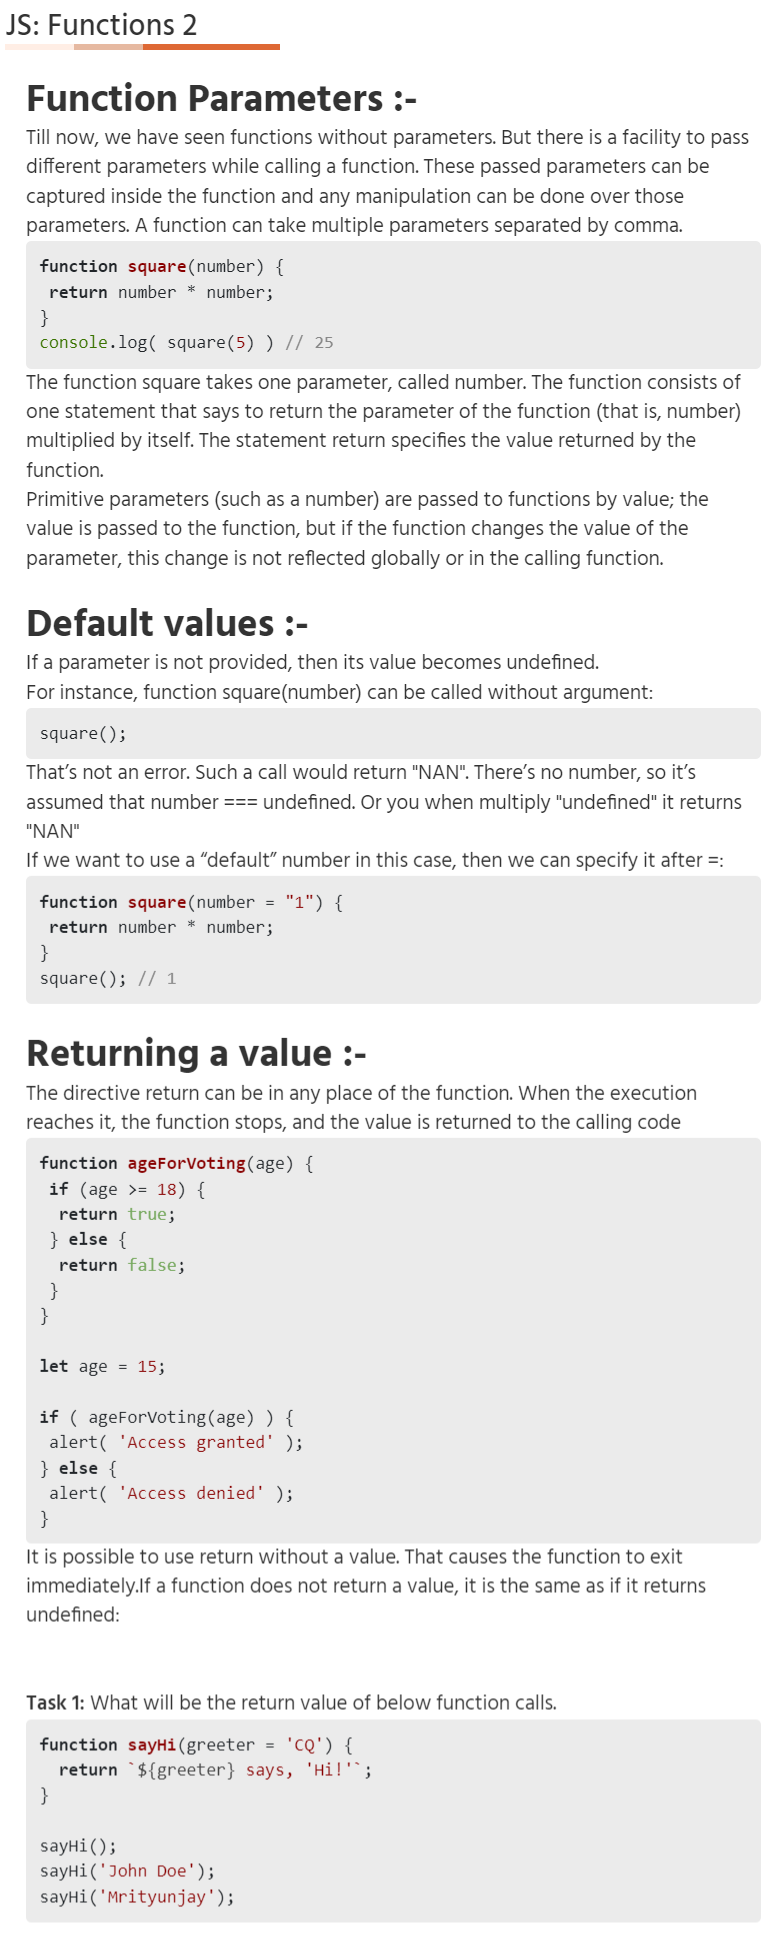 JS: Functions 2
Function Parameters :-
Till now, we have seen functions without parameters. But there is a facility to pass
different parameters while calling a function. These passed parameters can be
captured inside the function and any manipulation can be done over those
parameters. A function can take multiple parameters separated by comma.
function square(number) {
 return number * number;
}
console.log( square(5) ) // 25
The function square takes one parameter, called number. The function consists of
one statement that says to return the parameter of the function (that is, number)
multiplied by itself. The statement return specifies the value returned by the
function.
Primitive parameters (such as a number) are passed to functions by value; the
value is passed to the function, but if the function changes the value of the
parameter, this change is not reflected globally or in the calling function.
Default values :-
If a parameter is not provided, then its value becomes undefined.
For instance, function square(number) can be called without argument:
square();
That’s not an error. Such a call would return "NAN". There’s no number, so it’s
assumed that number === undefined. Or you when multiply "undefined" it returns
"NAN"
If we want to use a “default” number in this case, then we can specify it after =:
function square(number = "1") {
 return number * number;
}
square(); // 1
Returning a value :-
The directive return can be in any place of the function. When the execution
reaches it, the function stops, and the value is returned to the calling code
function ageForVoting(age) {
 if (age >= 18) {
  return true;
 } else {
  return false;
 }
}
let age = 15;
if ( ageForVoting(age) ) {
 alert( 'Access granted' );
} else {
 alert( 'Access denied' );
}
It is possible to use return without a value. That causes the function to exit
immediately.If a function does not return a value, it is the same as if it returns
undefined:
Task 1: What will be the return value of below function calls.
function sayHi(greeter = 'CQ') {
  return `${greeter} says, 'Hi!'`;
}
sayHi();
sayHi('John Doe');
sayHi('Mrityunjay');